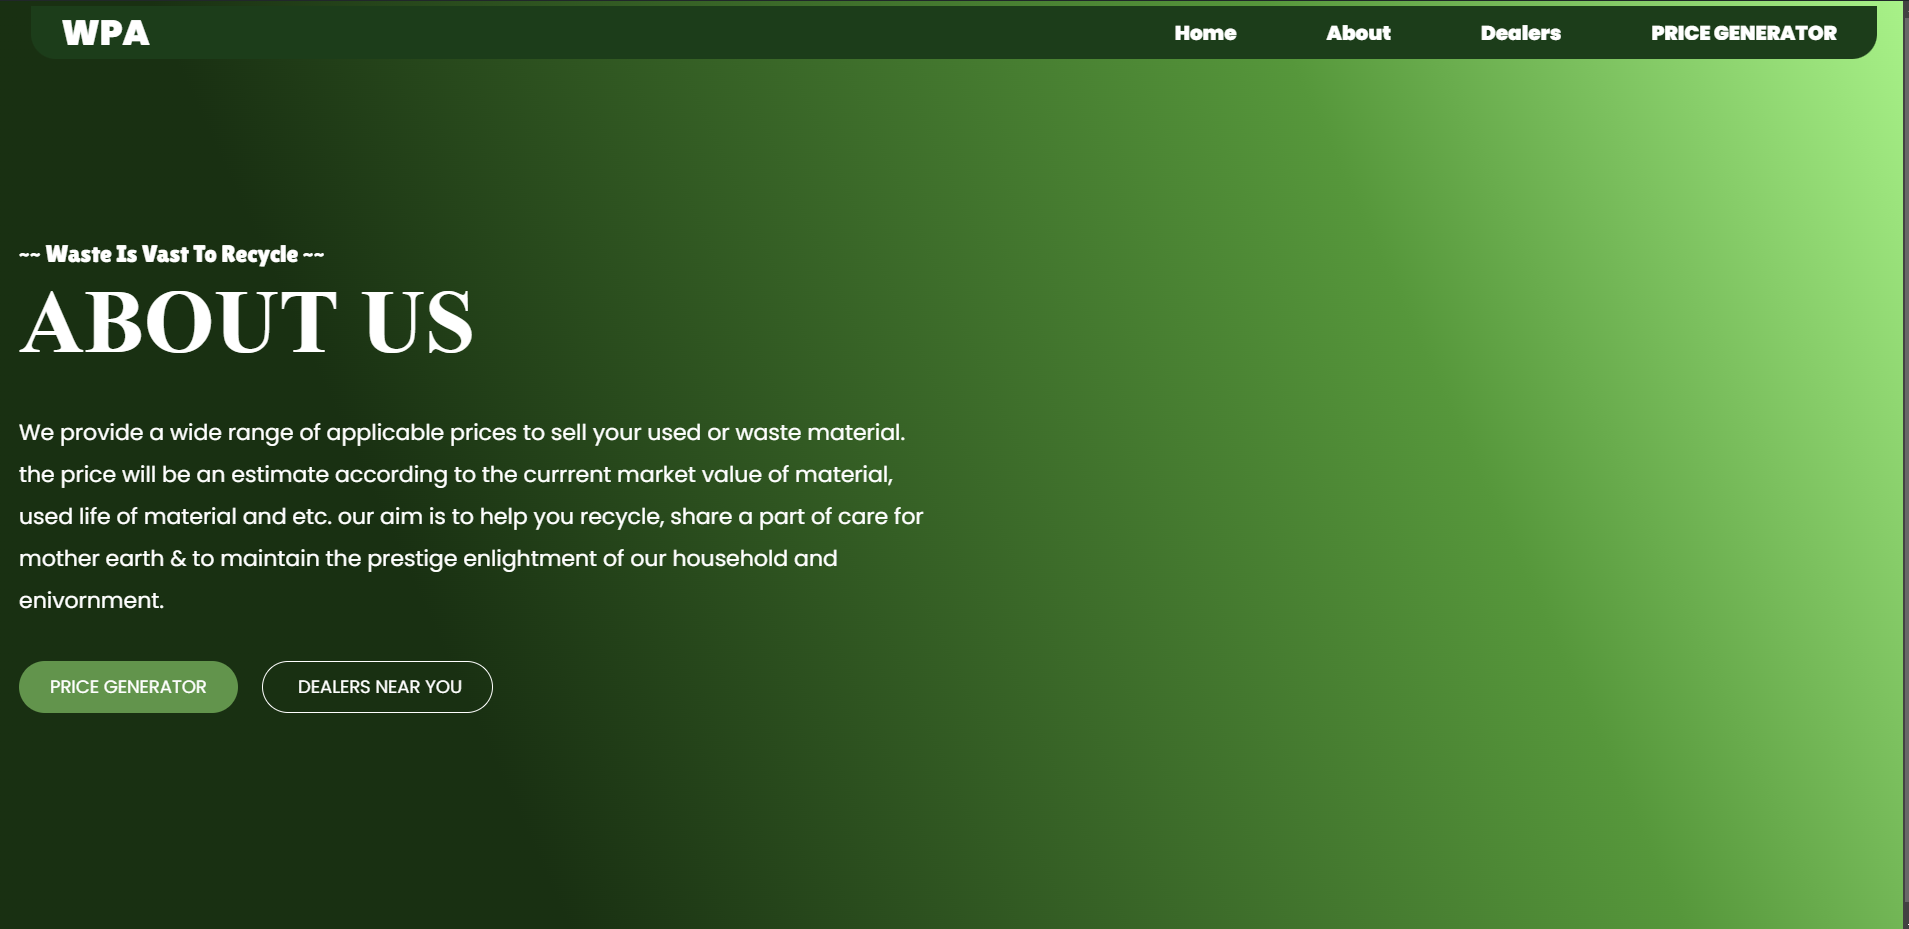 WPA
Home About Dealers PRICE GENERATOR
~~ Waste Is Vast To Recycle ~~
ABOUT US
We provide a wide range of applicable prices to sell your used or waste material.
the price will be an estimate according to the currrent market value of material,
used life of material and etc. our aim is to help you recycle, share a part of care for
mother earth & to maintain the prestige enlightment of our household and
enivornment.
PRICE GENERATOR
DEALERS NEAR YOU